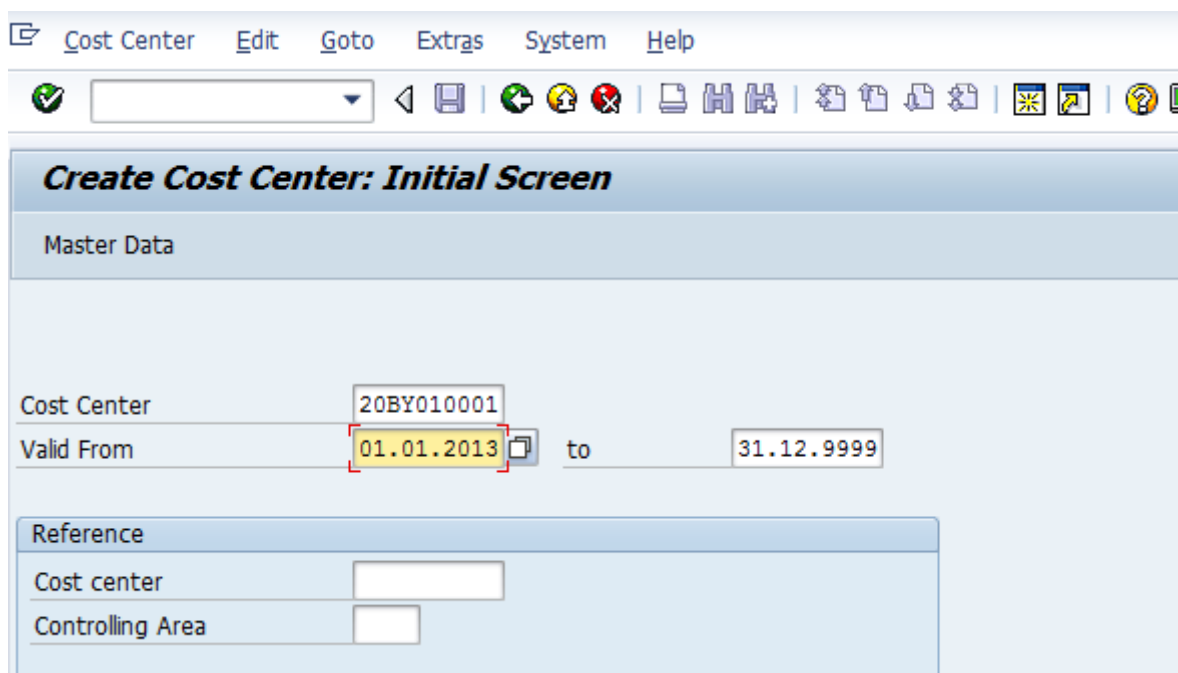 Cost Center Edit Goto Extras System Help
Create Cost Center: Initial Screen
Master Data
Cost Center 20BY010001
Valid From 01.01.2013 to 31.12.9999
Reference
Cost center
Controlling Area